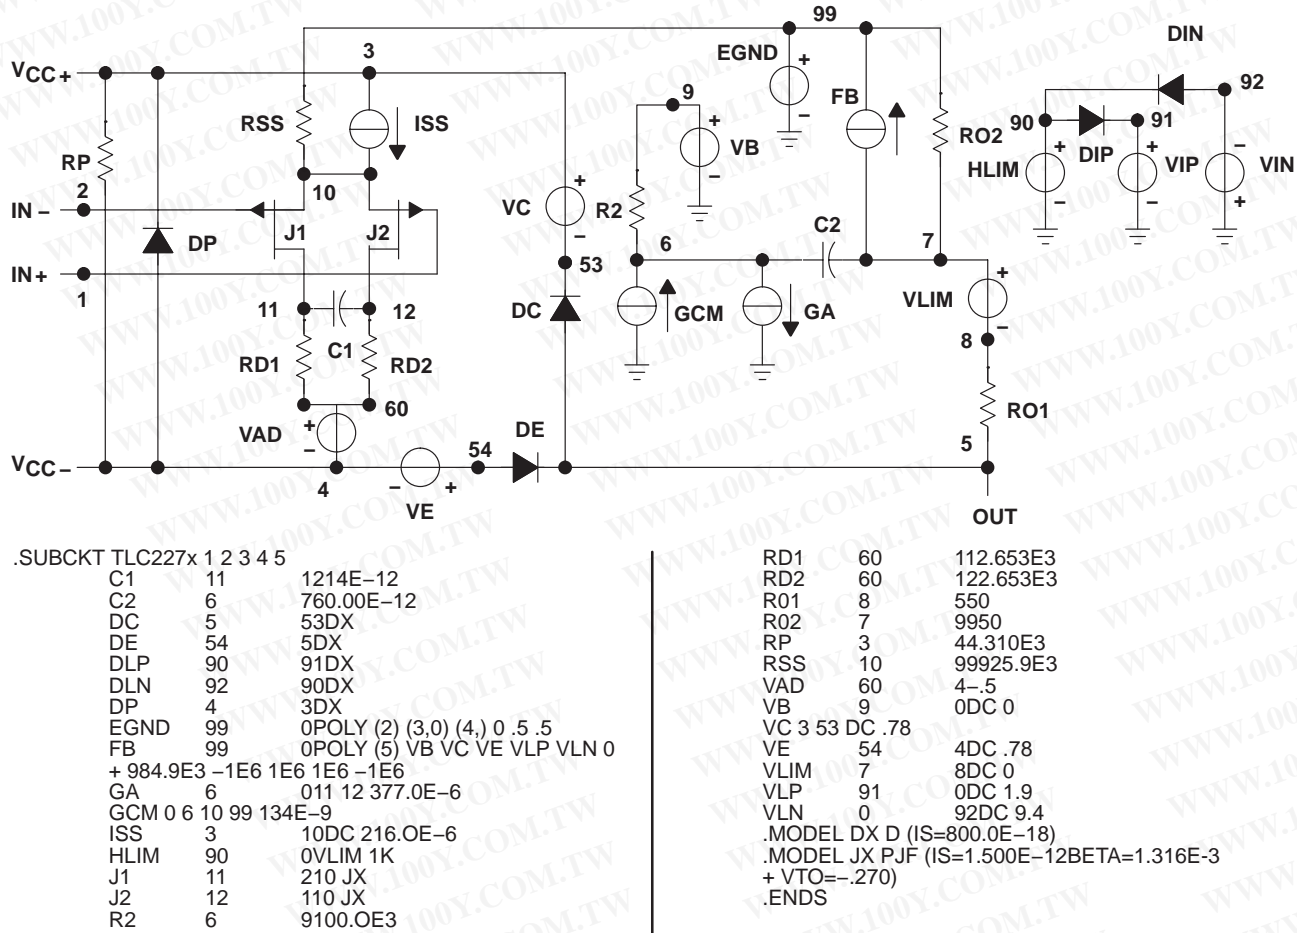 99
DIN
3
EGND
+
VCC+
92
9
FB
RSS
ISS
+
RO2
90
91
VB
RP
DIP
10
HLIM
VIP
VIN
2
IN −
VC
R2
C2
J1
J2
DP
6
7
IN+
53
1
VLIM
11
12
DC
GCM
GA
8
C1
RD1
RD2
RO1
60
VAD
DE
54
5
VCC−
4
VE
OUT
.SUBCKT TLC227x 1 2 3 4 5
C1 11 1214E−12
C2 6 760.00E−12
DC 5 53DX
DE 54 5DX
DLP 90 91DX
DLN 92 90DX
DP 4 3DX
EGND 99 0POLY (2) (3,0) (4,) 0 .5 .5
FB 99 0POLY (5) VB VC VE VLP VLN 0
+ 984.9E3 −1E6 1E6 1E6 −1E6
GA 6 011 12 377.0E−6
GCM 0 6 10 99 134E−9
ISS 3 10DC 216.OE−6
HLIM 90 0VLIM 1K
J1 11 210 JX
J2 12 110 JX
R2 6 9100.OE3
RD1 60 112.653E3
RD2 60 122.653E3
R01 8 550
R02 7 9950
RP 3 44.310E3
RSS 10 99925.9E3
VAD 60 4−.5
VB 9 0DC 0
VC 3 53 DC .78
VE 54 4DC .78
VLIM 7 8DC 0
VLP 91 0DC 1.9
VLN 0 92DC 9.4
.MODEL DX D (IS=800.0E−18)
.MODEL JX PJF (IS=1.500E−12BETA=1.316E-3
+ VTO=−.270)
.ENDS
WWW.100Y.COM.TW